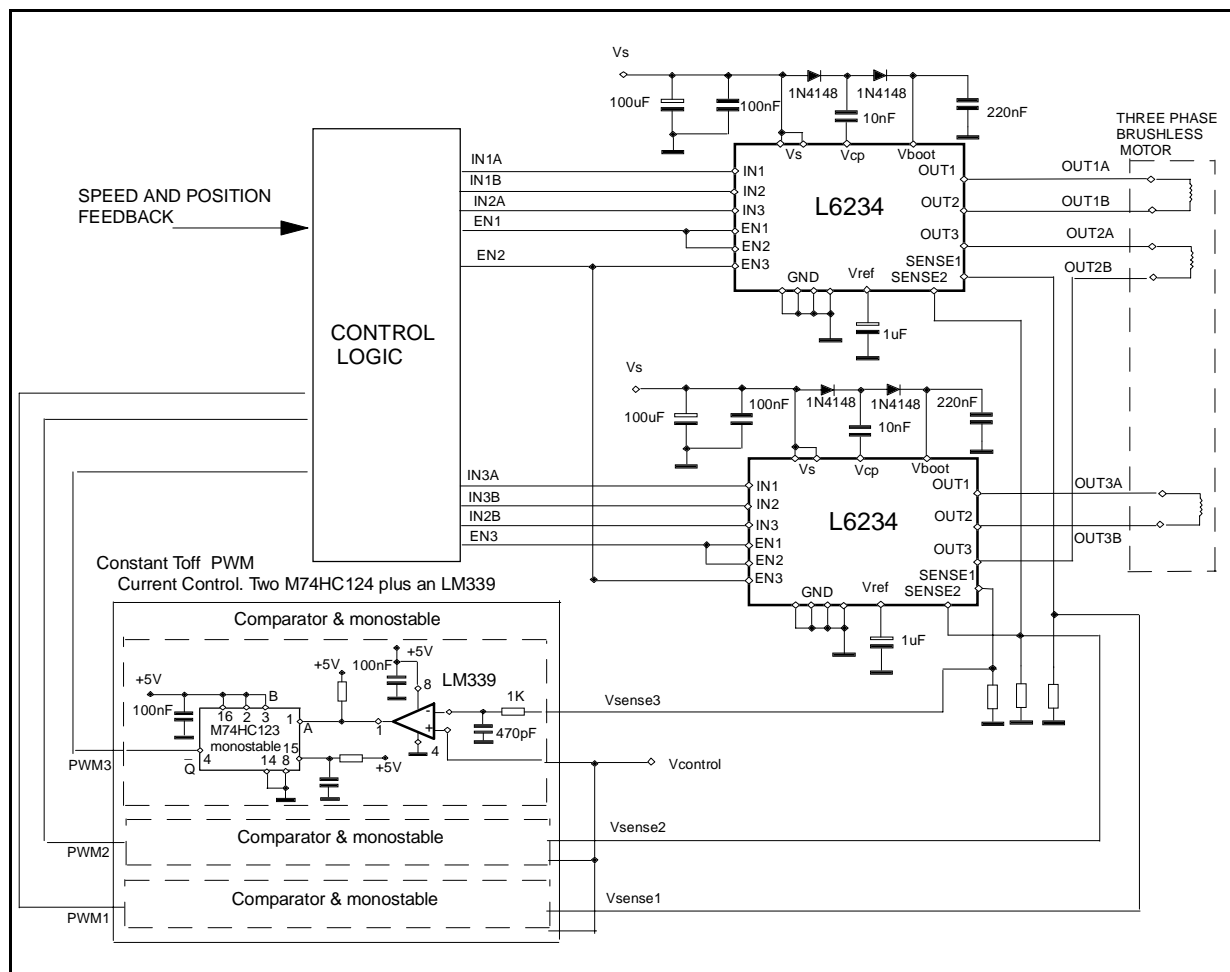 Vs
1N4148 1N4148
100uF 100nF 10nF 220nF
THREE PHASE
BRUSHLESS
MOTOR
Vs Vcp Vboot
IN1A IN1 OUT1 OUT1A
IN1B IN2
IN2A IN3 L6234 OUT2 OUT1B
SPEED AND POSITION
FEEDBACK
EN1 EN1
EN2 OUT3 OUT2A
EN2 EN3 SENSE1
GND Vref SENSE2 OUT2B
1uF
CONTROL
LOGIC
Vs
1N4148 1N4148
100uF 100nF 10nF 220nF
Vs Vcp Vboot
IN3A IN1 OUT1 OUT3A
IN3B IN2
IN2B IN3 L6234 OUT2 OUT3B
EN3 EN1 OUT3
EN2
EN3 SENSE1
GND Vref SENSE2
1uF
Constant Toff PWM
Current Control. Two M74HC124 plus an LM339
Comparator & monostable
+5V +5V
+5V 100nF 8 LM339
100nF B 1K Vsense3
16 2 3 1 A 1 - +
M74HC123
monostable
470pF
4 15 4
Q 14 8 +5V
PWM3 Vcontrol
Comparator & monostable Vsense2
PWM2
Comparator & monostable Vsense1
PWM1